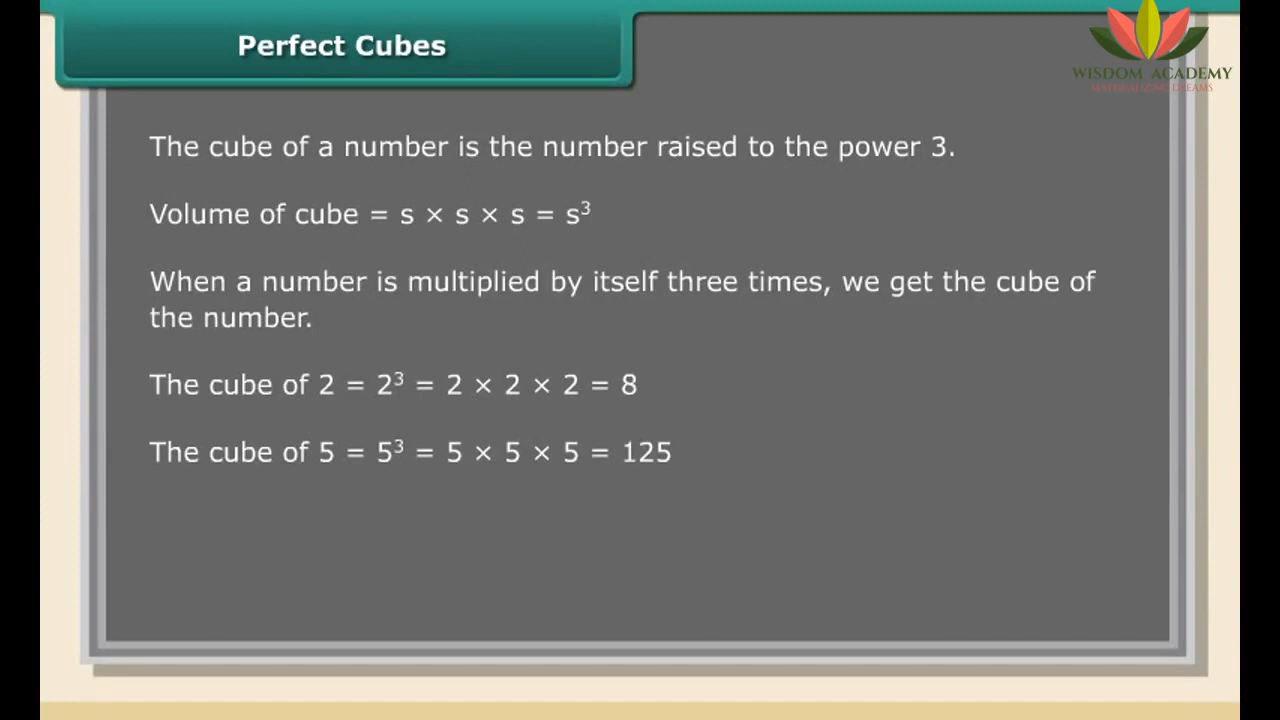 Perfect Cubes
WISDOM ACADEMY
MATERIALIZING DREAMS
The cube of a number is the number raised to the power 3.
Volume of cube = s × s × s = s³
When a number is multiplied by itself three times, we get the cube of
the number.
The cube of 2 = 2³ = 2 × 2 × 2 = 8
The cube of 5 = 5³ = 5 × 5 × 5 = 125